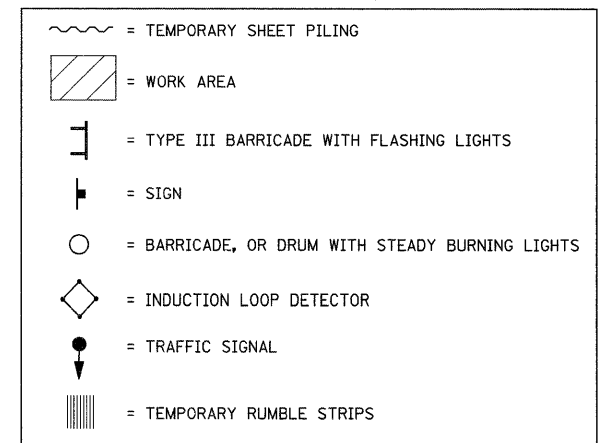 = TEMPORARY SHEET PILING
= WORK AREA
= TYPE III BARRICADE WITH FLASHING LIGHTS
= SIGN
= BARRICADE, OR DRUM WITH STEADY BURNING LIGHTS
= INDUCTION LOOP DETECTOR
= TRAFFIC SIGNAL
= TEMPORARY RUMBLE STRIPS